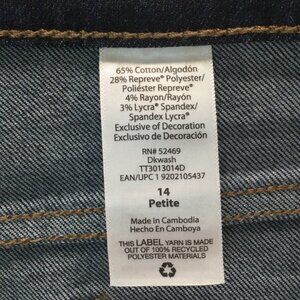 65% Cotton/Algodón
28% Repreve® Polyester/
Poliéster Repreve®
4% Rayon/Rayón
3% Lycra® Spandex/
Spandex Lycra®
Exclusive of Decoration
Exclusivo de Decoración
RN# 52469
Dkwash
TT3013014D
EAN/UPC 1 9202105437
14
Petite
Made in Cambodia
Hecho En Camboya
THIS LABEL YARN IS MADE
OUT OF 100% RECYCLED
POLYESTER MATERIALS